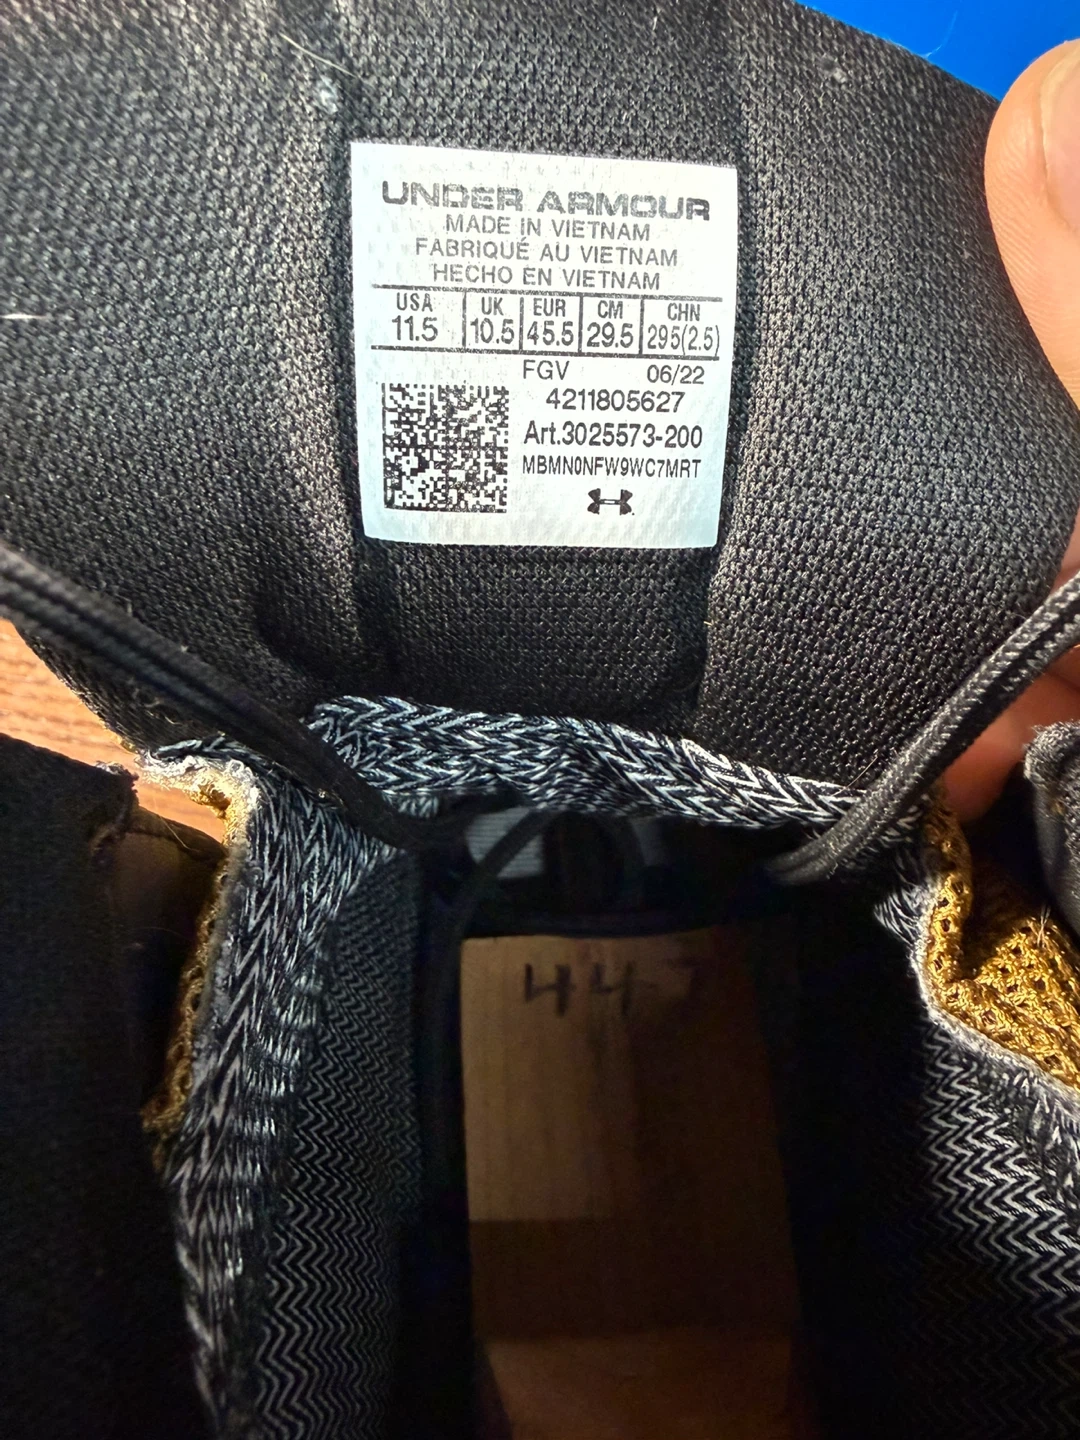 UNDER ARMOUR
MADE IN VIETNAM
FABRIQUÉ AU VIETNAM
HECHO EN VIETNAM
USA UK EUR CM CHN
11.5 10.5 45.5 29.5 295(2.5)
FGV 06/22
4211805627
Art.3025573-200
MBMN0NFW9WC7MRT